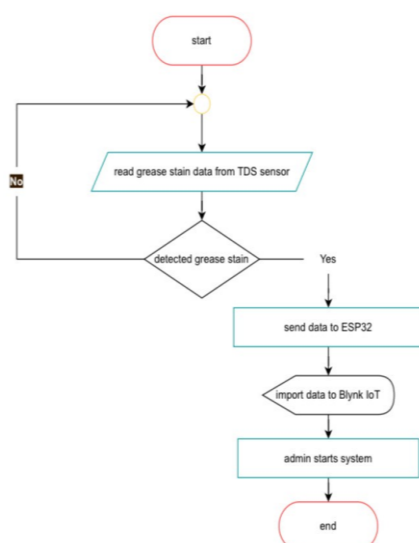 start
read grease stain data from TDS sensor
No
detected grease stain
Yes
send data to ESP32
import data to Blynk IoT
admin starts system
end